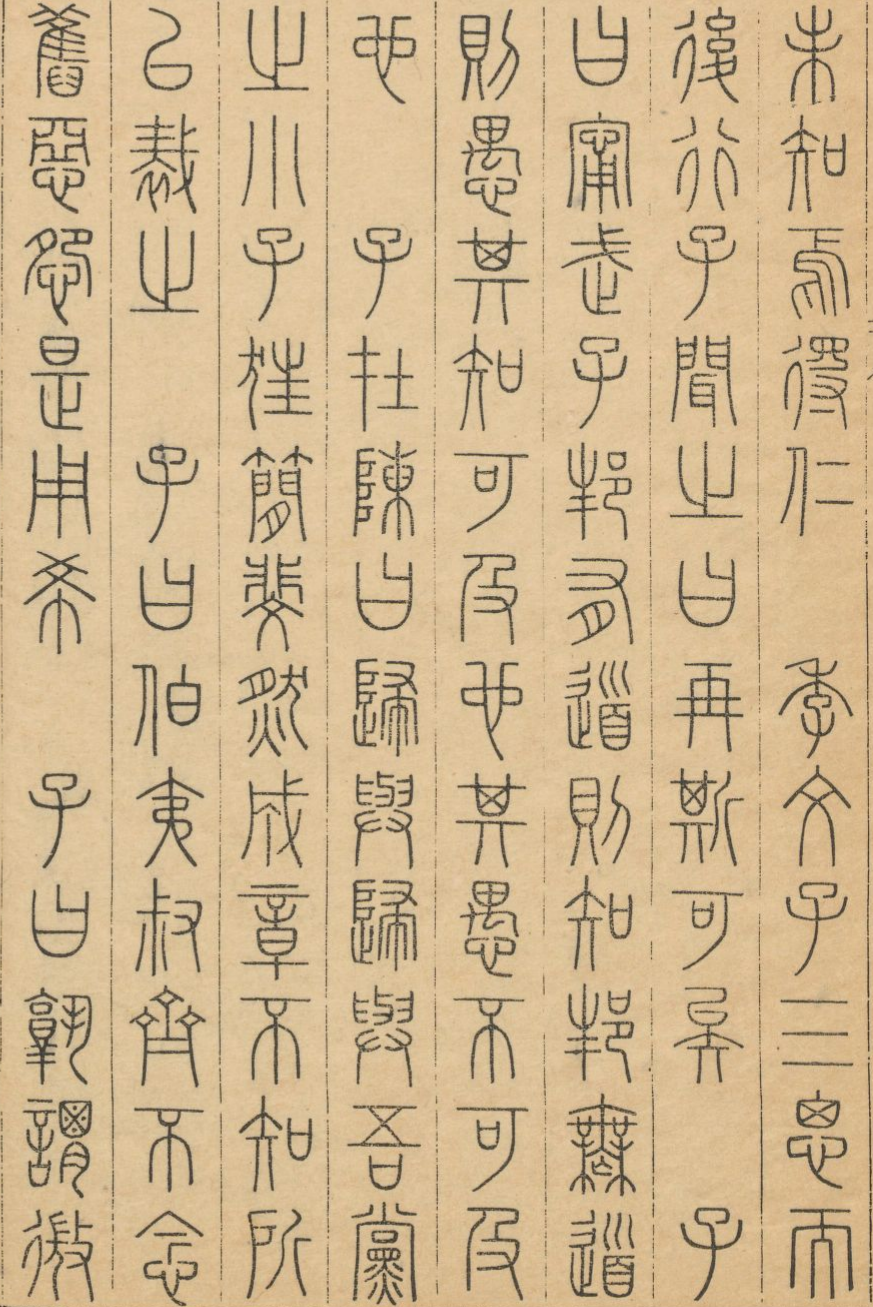 未知焉得仁　季文子三思而
後行子聞之曰再斯可矣　子
曰甯武子邦有道則知邦無道
則愚其知可及也其愚不可及
也　子在陳曰歸與歸與吾黨
之小子狂簡斐然成章不知所
以裁之　子曰伯夷叔齊不念
舊惡怨是用希　子曰孰謂微